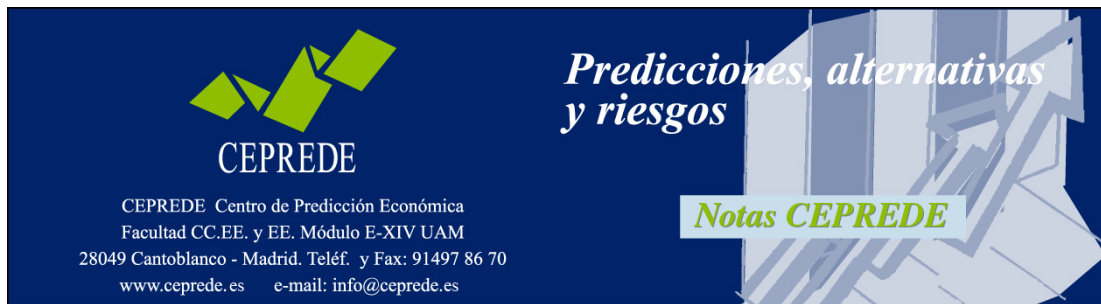 CEPREDE
CEPREDE Centro de Predicción Económica
Facultad CC.EE. y EE. Módulo E-XIV UAM
28049 Cantoblanco - Madrid. Teléf. y Fax: 91497 86 70
www.ceprede.es e-mail: info@ceprede.es
Predicciones, alternativas
y riesgos
Notas CEPREDE